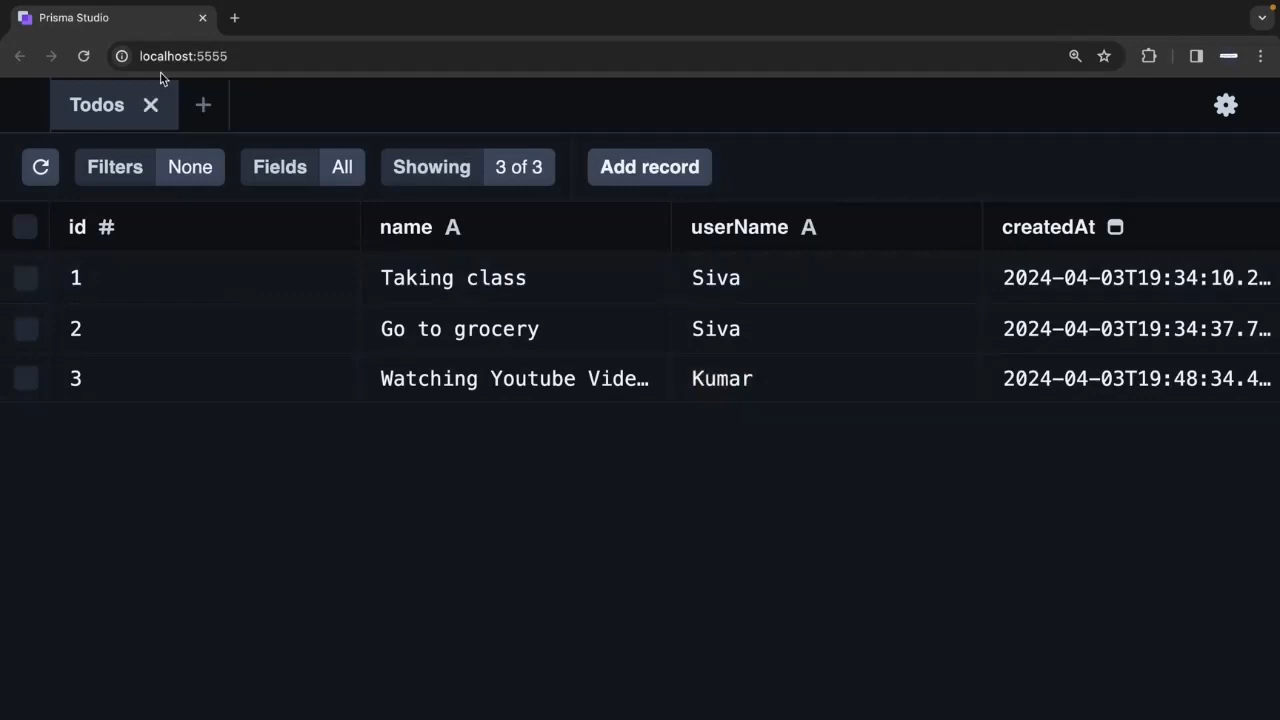 Prisma Studio
localhost:5555
Todos
Filters None Fields All Showing 3 of 3 Add record
id # name A userName A createdAt
1 Taking class Siva 2024-04-03T19:34:10.2…
2 Go to grocery Siva 2024-04-03T19:34:37.7…
3 Watching Youtube Vide… Kumar 2024-04-03T19:48:34.4…